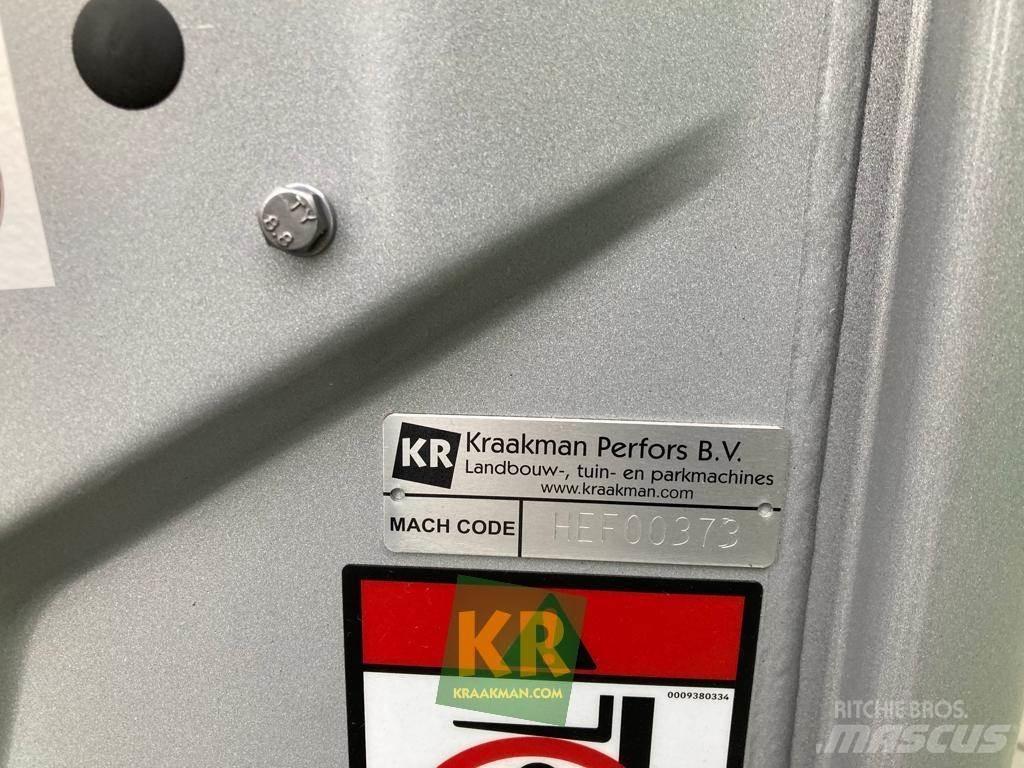 TY
8.8
KR Kraakman Perfors B.V.
Landbouw-, tuin- en parkmachines
www.kraakman.com
MACH CODE HEF00373
KR
KRAAKMAN.COM
0009380334
RITCHIE BROS.
MASCUS